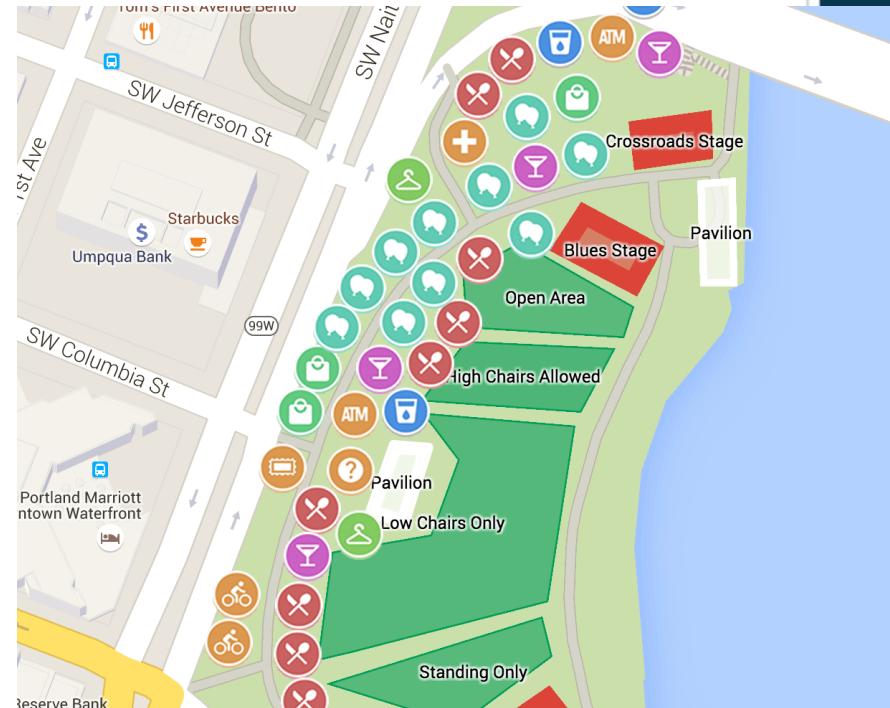 Tom's First Avenue Bento
SW Nait
ATM
SW Jefferson St
Crossroads Stage
1st Ave
Starbucks
$
Umpqua Bank
Pavilion
Blues Stage
Open Area
99W
SW Columbia St
High Chairs Allowed
ATM
?
Pavilion
Portland Marriott
ntown Waterfront
Low Chairs Only
Standing Only
Reserve Bank